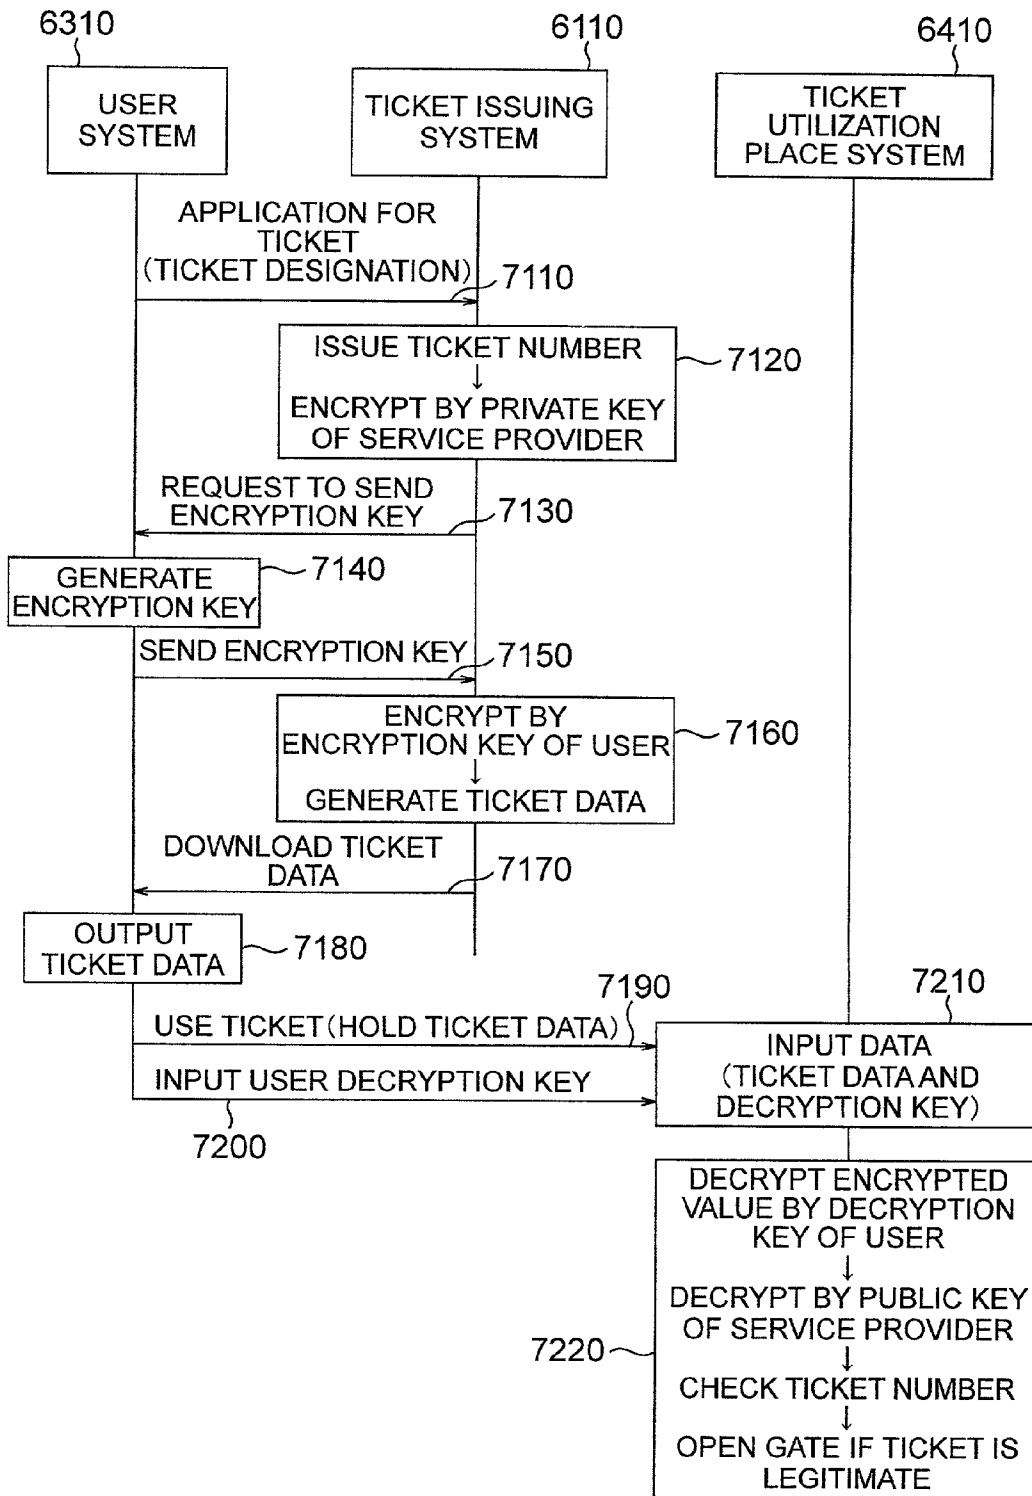 6310
6110
6410
USER
SYSTEM
TICKET ISSUING
SYSTEM
TICKET
UTILIZATION
PLACE SYSTEM
APPLICATION FOR
TICKET
(TICKET DESIGNATION)
7110
ISSUE TICKET NUMBER
↓
ENCRYPT BY PRIVATE KEY
OF SERVICE PROVIDER
7120
REQUEST TO SEND
ENCRYPTION KEY
7130
GENERATE
ENCRYPTION KEY
7140
SEND ENCRYPTION KEY
7150
ENCRYPT BY
ENCRYPTION KEY OF USER
↓
GENERATE TICKET DATA
7160
DOWNLOAD TICKET
DATA
7170
OUTPUT
TICKET DATA
7180
USE TICKET (HOLD TICKET DATA)
7190
INPUT USER DECRYPTION KEY
7200
7210
INPUT DATA
(TICKET DATA AND
DECRYPTION KEY)
DECRYPT ENCRYPTED
VALUE BY DECRYPTION
KEY OF USER
↓
DECRYPT BY PUBLIC KEY
OF SERVICE PROVIDER
↓
7220
CHECK TICKET NUMBER
↓
OPEN GATE IF TICKET IS
LEGITIMATE